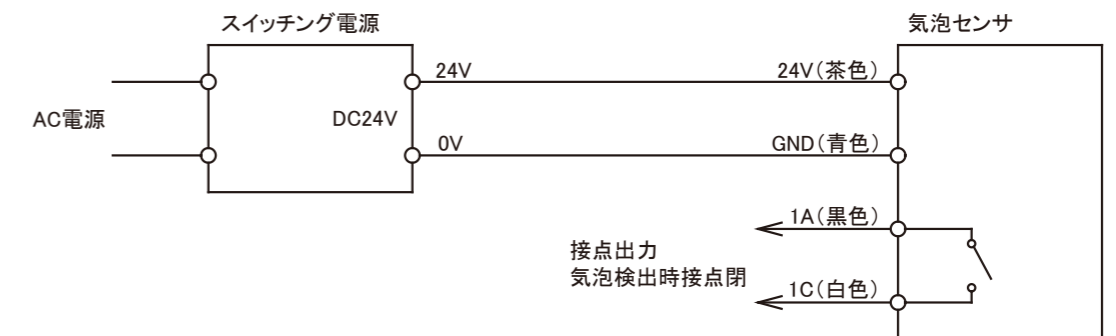 スイッチング電源
気泡センサ
24V
24V(茶色)
AC電源
DC24V
0V
GND(青色)
1A(黒色)
接点出力
気泡検出時接点閉
1C(白色)